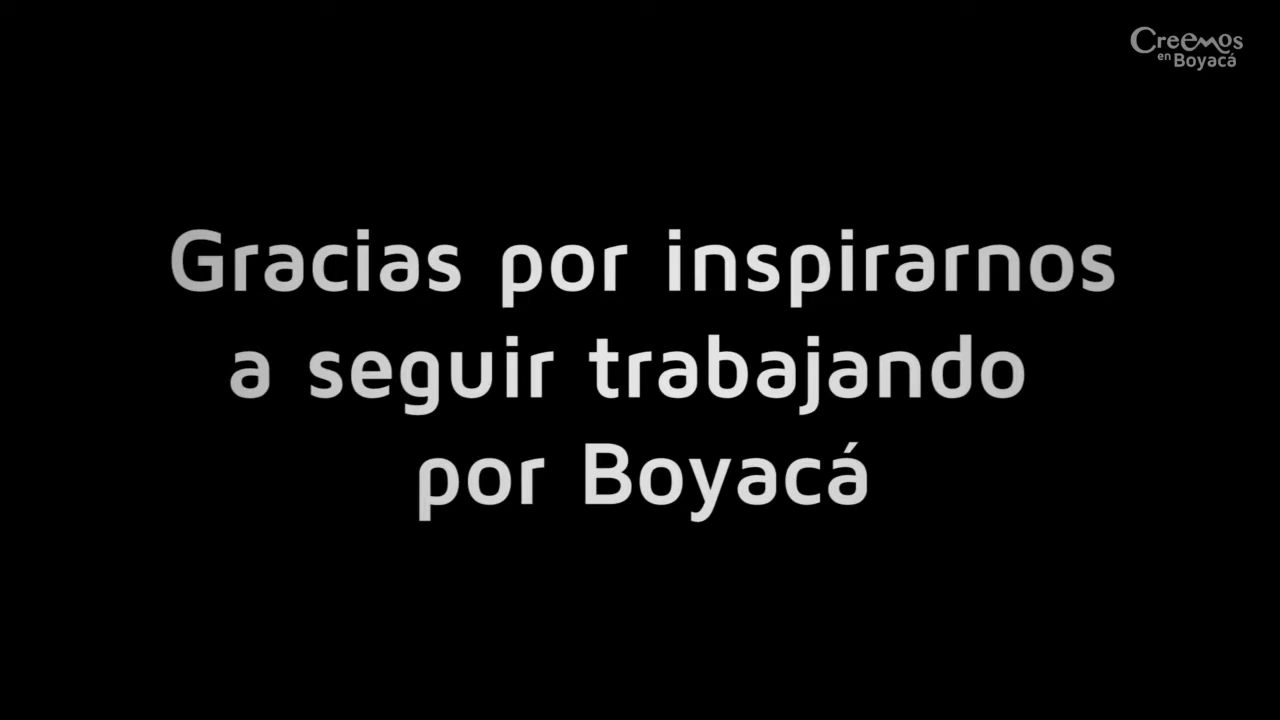 Creemos
en Boyacá
Gracias por inspirarnos
a seguir trabajando
por Boyacá